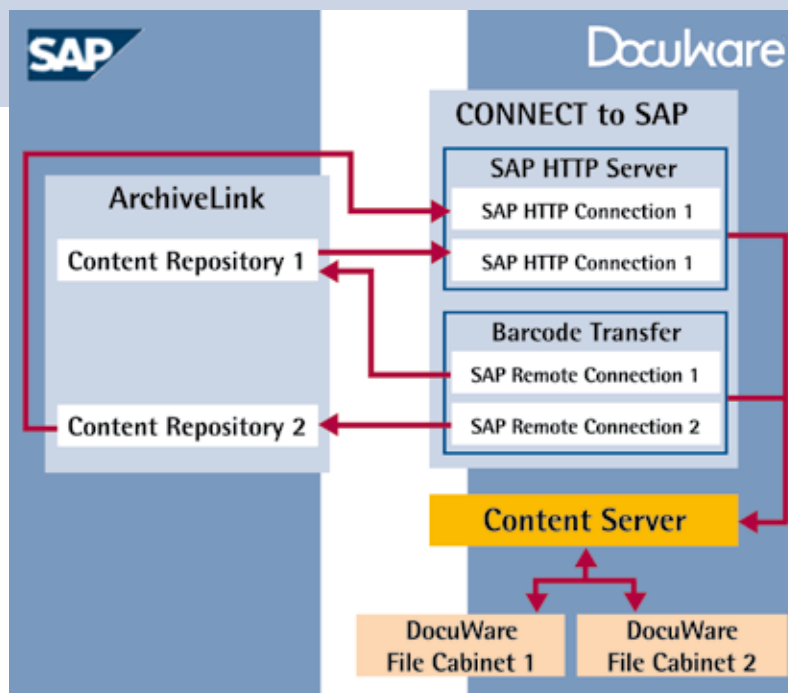 SAP
DocuWare
CONNECT to SAP
SAP HTTP Server
SAP HTTP Connection 1
SAP HTTP Connection 1
ArchiveLink
Content Repository 1
Content Repository 2
Barcode Transfer
SAP Remote Connection 1
SAP Remote Connection 2
Content Server
DocuWare
File Cabinet 1
DocuWare
File Cabinet 2